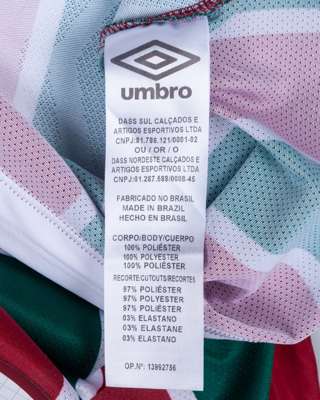 umbro
DASS SUL CALÇADOS E
ARTIGOS ESPORTIVOS LTDA
CNPJ:01.786.121/0001-02
OU / OR / O
DASS NORDESTE CALÇADOS E
ARTIGOS ESPORTIVOS LTDA
CNPJ:01.287.588/0008-45
FABRICADO NO BRASIL
MADE IN BRAZIL
HECHO EN BRASIL
CORPO/BODY/CUERPO
100% POLIÉSTER
100% POLYESTER
100% POLIÉSTER
RECORTE/CUTOUTS/RECORTES
97% POLIÉSTER
97% POLYESTER
97% POLIÉSTER
03% ELASTANO
03% ELASTANE
03% ELASTANO
OP.Nº: 13992756